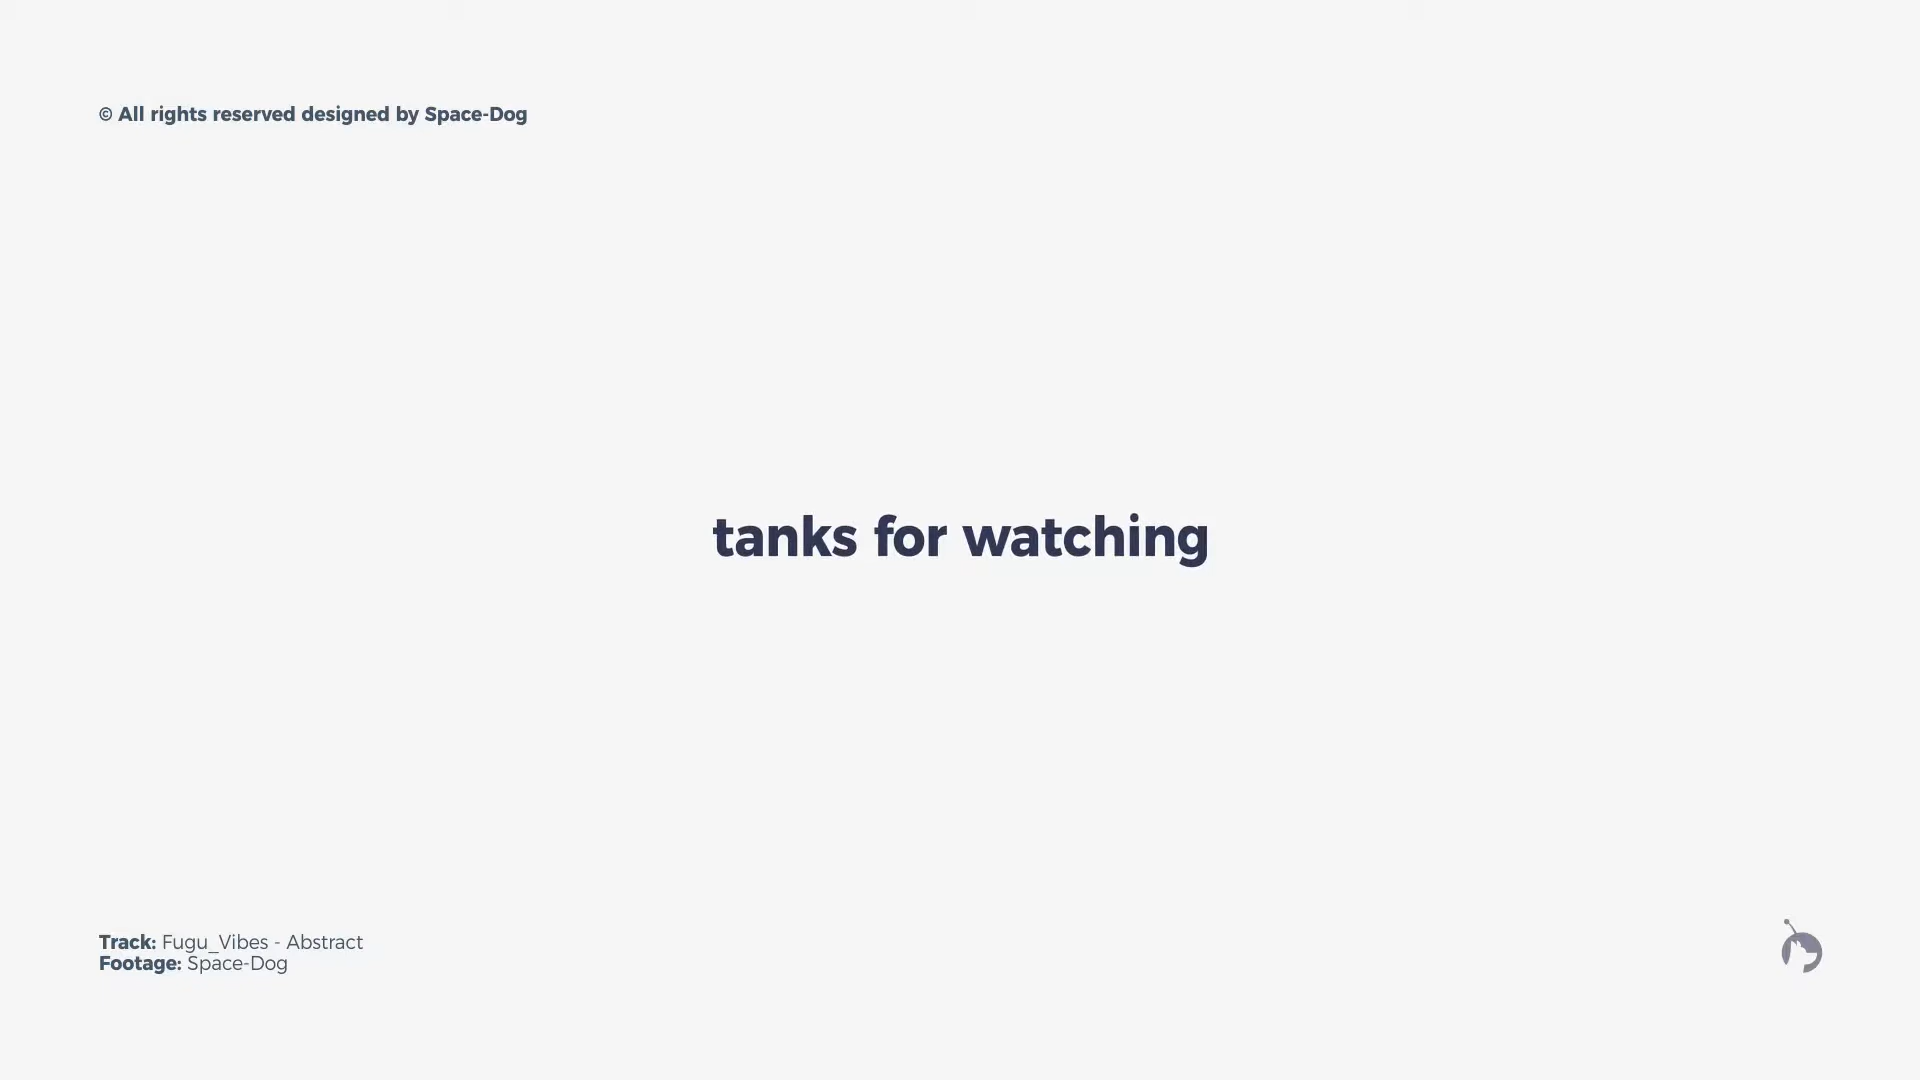 © All rights reserved designed by Space-Dog
tanks for watching
Track: Fugu_Vibes - Abstract
Footage: Space-Dog